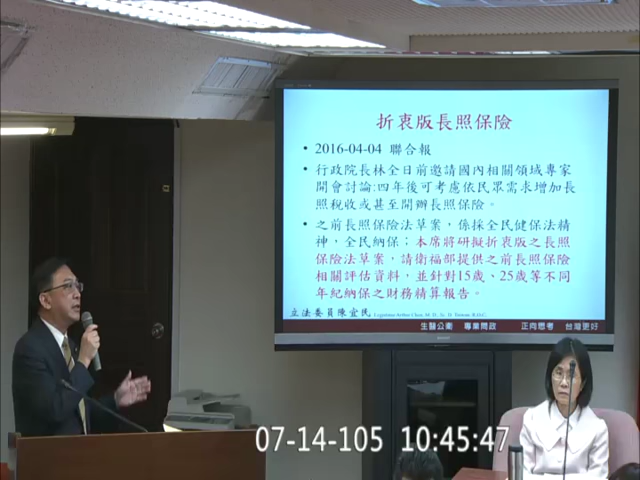 折衷版長照保險
• 2016-04-04 聯合報
• 行政院長林全日前邀請國內相關領域專家
開會討論:四年後可考慮依民眾需求增加長
照稅收或甚至開辦長照保險。
• 之前長照保險法草案，係採全民健保法精
神，全民納保；本席將研擬折衷版之長照
保險法草案，請衛福部提供之前長照保險
相關評估資料，並針對15歲、25歲等不同
年紀納保之財務精算報告。
立法委員陳宜民
生醫公衛 專業問政 正向思考 台灣更好
07-14-105 10:45:47